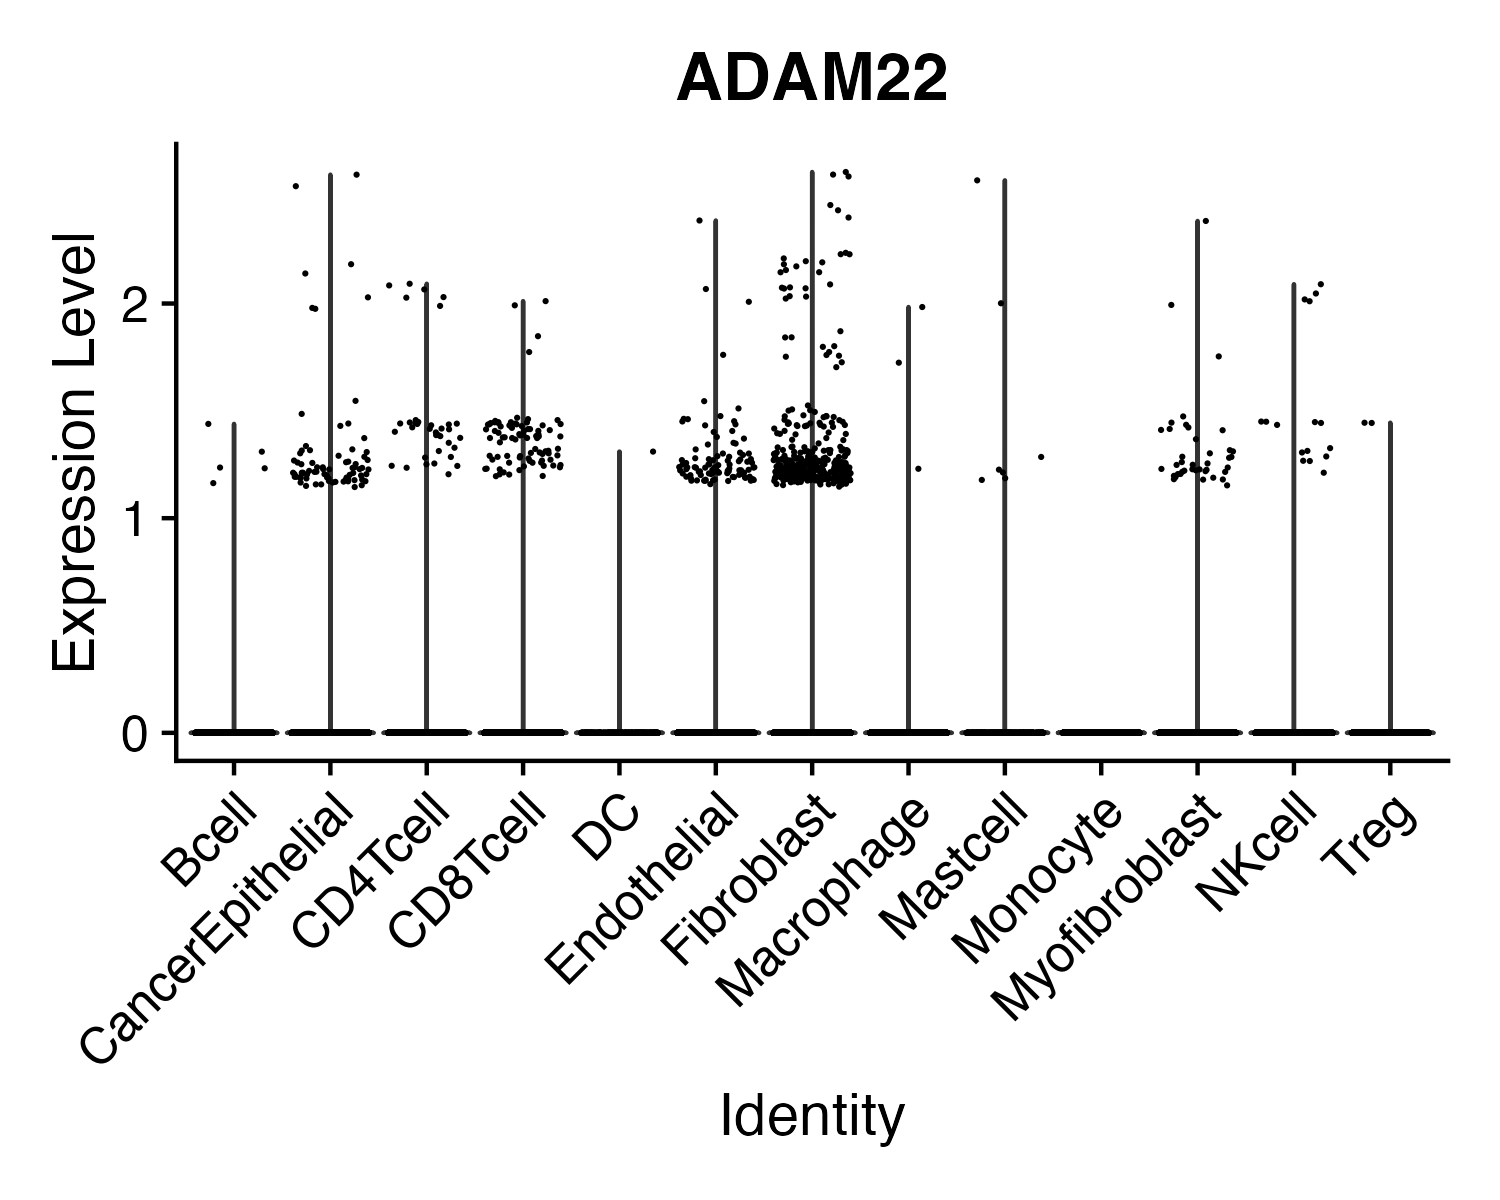 ADAM22
Expression Level
2
1
0
Bcell
CancerEpithelial
CD4Tcell
CD8Tcell
DC
Endothelial
Fibroblast
Macrophage
Mastcell
Monocyte
Myofibroblast
NKcell
Treg
Identity